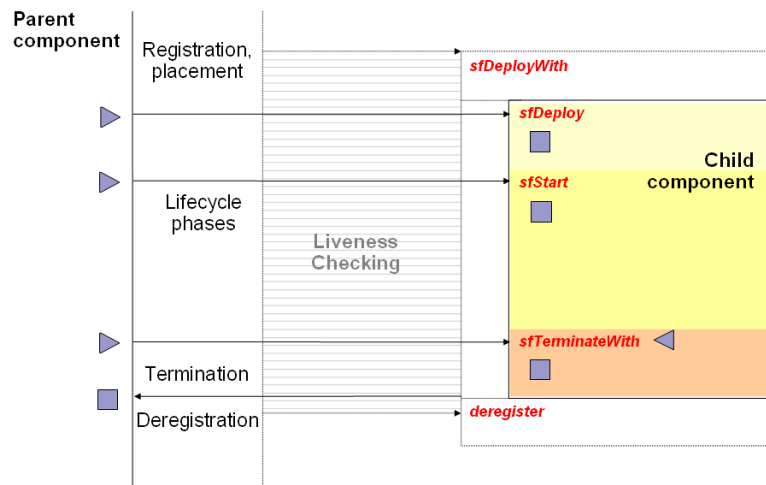 Parent
component
Registration,
placement
sfDeployWith
sfDeploy
Child
component
sfStart
Lifecycle
phases
Liveness
Checking
sfTerminateWith
Termination
Deregistration
deregister